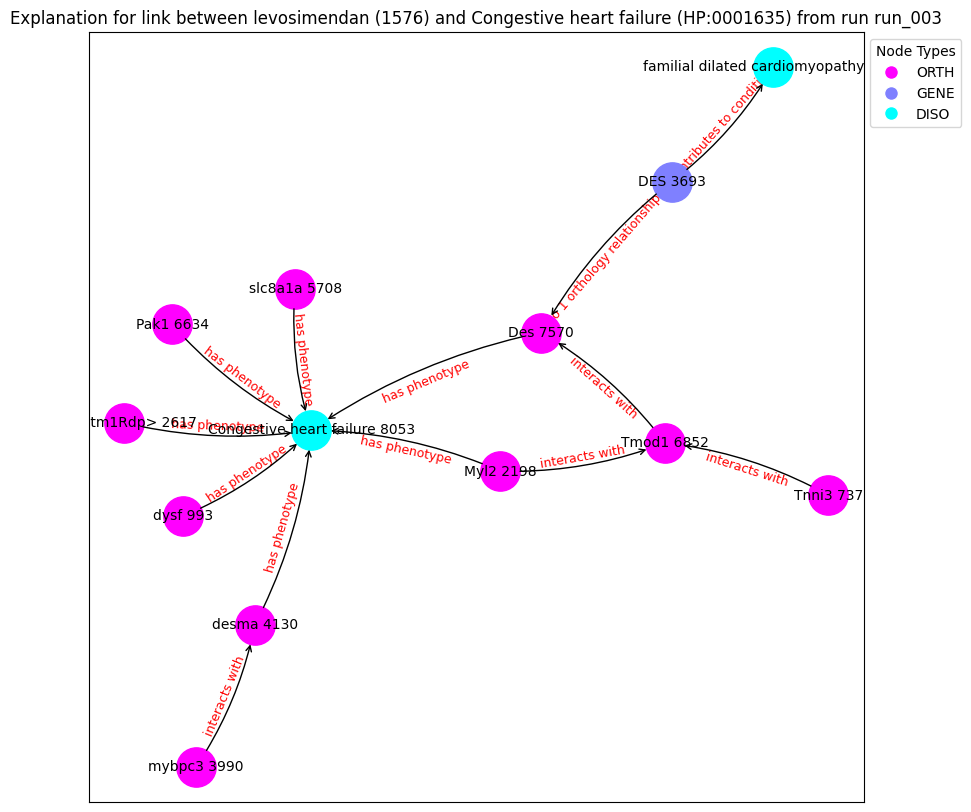 Explanation for link between levosimendan (1576) and Congestive heart failure (HP:0001635) from run run_003
Node Types
ORTH
GENE
DISO
familial dilated cardiomyopathy
DES 3693
slc8a1a 5708
Pak1 6634
1 orthology relationship
Des 7570
has phenotype
has phenotype
has phenotype
interacts with
tm1Rdp> 2617
has phenotype
Congestive heart failure 8053
has phenotype
interacts with
Tmod1 6852
interacts with
Myl2 2198
Tnni3 737
has phenotype
dysf 993
has phenotype
desma 4130
interacts with
mybpc3 3990